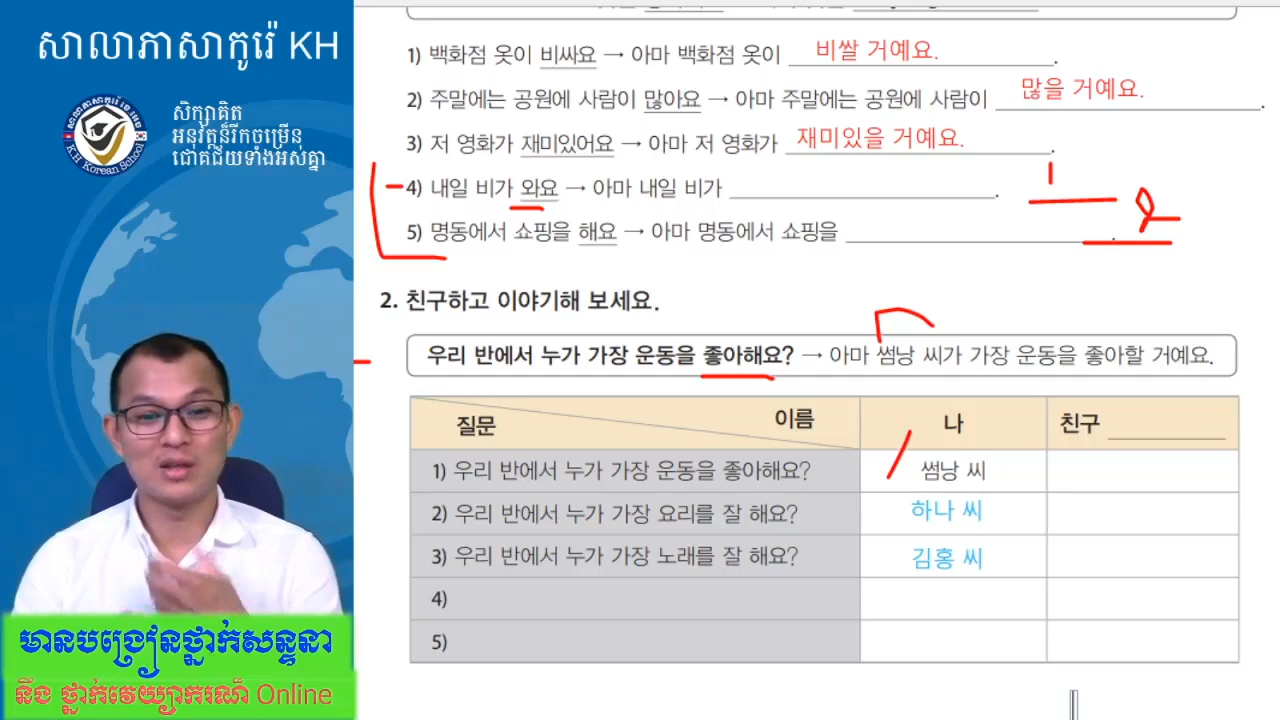 សាលាភាសាកូរ៉េ KH
សិក្សាគិត
អនុវត្តន៍រីកចម្រើន
ជោគជ័យទាំងអស់គ្នា
KH Korean School
មានបង្រៀនថ្នាក់សន្ទនា
នឹង ថ្នាក់វេយ្យាករណ៍ Online
1) 백화점 옷이 비싸요 → 아마 백화점 옷이 비쌀 거예요.
2) 주말에는 공원에 사람이 많아요 → 아마 주말에는 공원에 사람이 많을 거예요.
3) 저 영화가 재미있어요 → 아마 저 영화가 재미있을 거예요.
4) 내일 비가 와요 → 아마 내일 비가 .
5) 명동에서 쇼핑을 해요 → 아마 명동에서 쇼핑을 .
2. 친구하고 이야기해 보세요.
우리 반에서 누가 가장 운동을 좋아해요? → 아마 썸낭 씨가 가장 운동을 좋아할 거예요.
질문 이름 나 친구
1) 우리 반에서 누가 가장 운동을 좋아해요? 썸낭 씨
2) 우리 반에서 누가 가장 요리를 잘 해요? 하나 씨
3) 우리 반에서 누가 가장 노래를 잘 해요? 김홍 씨
4)
5)